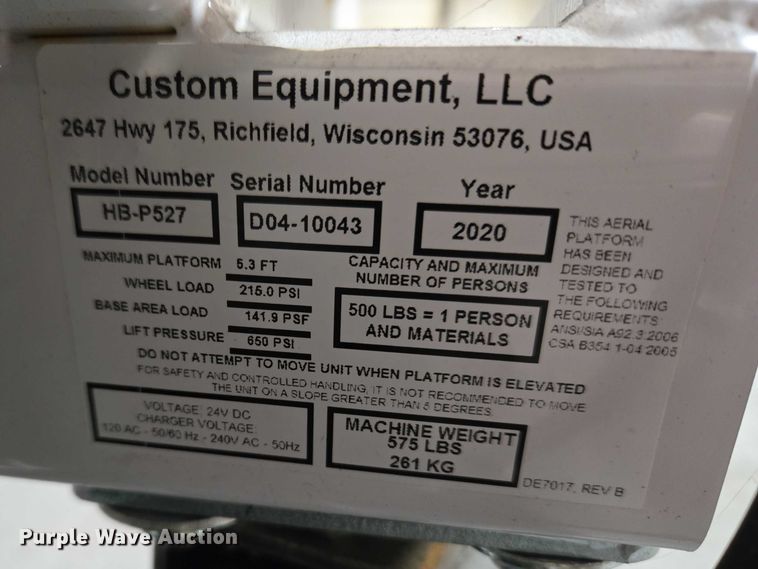 Custom Equipment, LLC
2647 Hwy 175, Richfield, Wisconsin 53076, USA
Model Number Serial Number Year
HB-P527 D04-10043 2020
MAXIMUM PLATFORM 5.3 FT
WHEEL LOAD 215.0 PSI
BASE AREA LOAD 141.9 PSF
LIFT PRESSURE 650 PSI
CAPACITY AND MAXIMUM
NUMBER OF PERSONS
500 LBS = 1 PERSON
AND MATERIALS
THIS AERIAL
PLATFORM
HAS BEEN
DESIGNED AND
TESTED TO
THE FOLLOWING
REQUIREMENTS
ANSI/SIA A92.3:2006
CSA B354.1-04:2005
DO NOT ATTEMPT TO MOVE UNIT WHEN PLATFORM IS ELEVATED
FOR SAFETY AND CONTROLLED HANDLING, IT IS NOT RECOMMENDED TO MOVE
THE UNIT ON A SLOPE GREATER THAN 5 DEGREES.
VOLTAGE: 24V DC
CHARGER VOLTAGE:
120 AC - 50/60 Hz - 240V AC - 50Hz
MACHINE WEIGHT
575 LBS
261 KG
DE7017, REV B
Purple Wave Auction